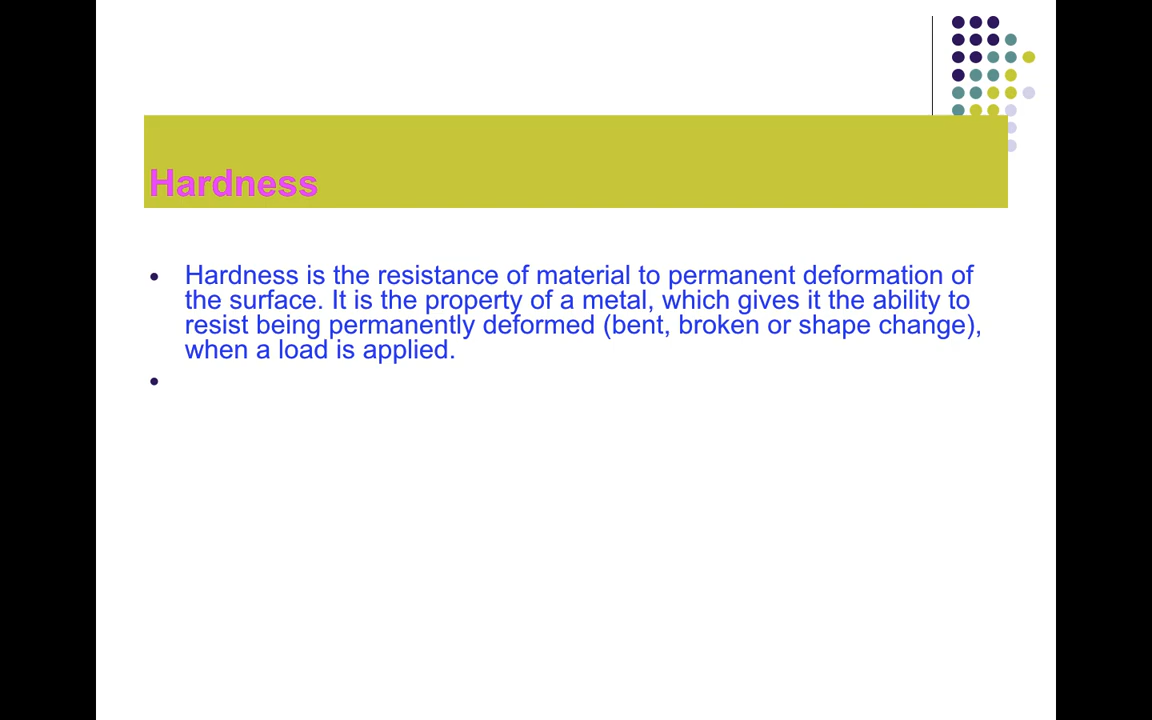 Hardness
• Hardness is the resistance of material to permanent deformation of
the surface. It is the property of a metal, which gives it the ability to
resist being permanently deformed (bent, broken or shape change),
when a load is applied.
•